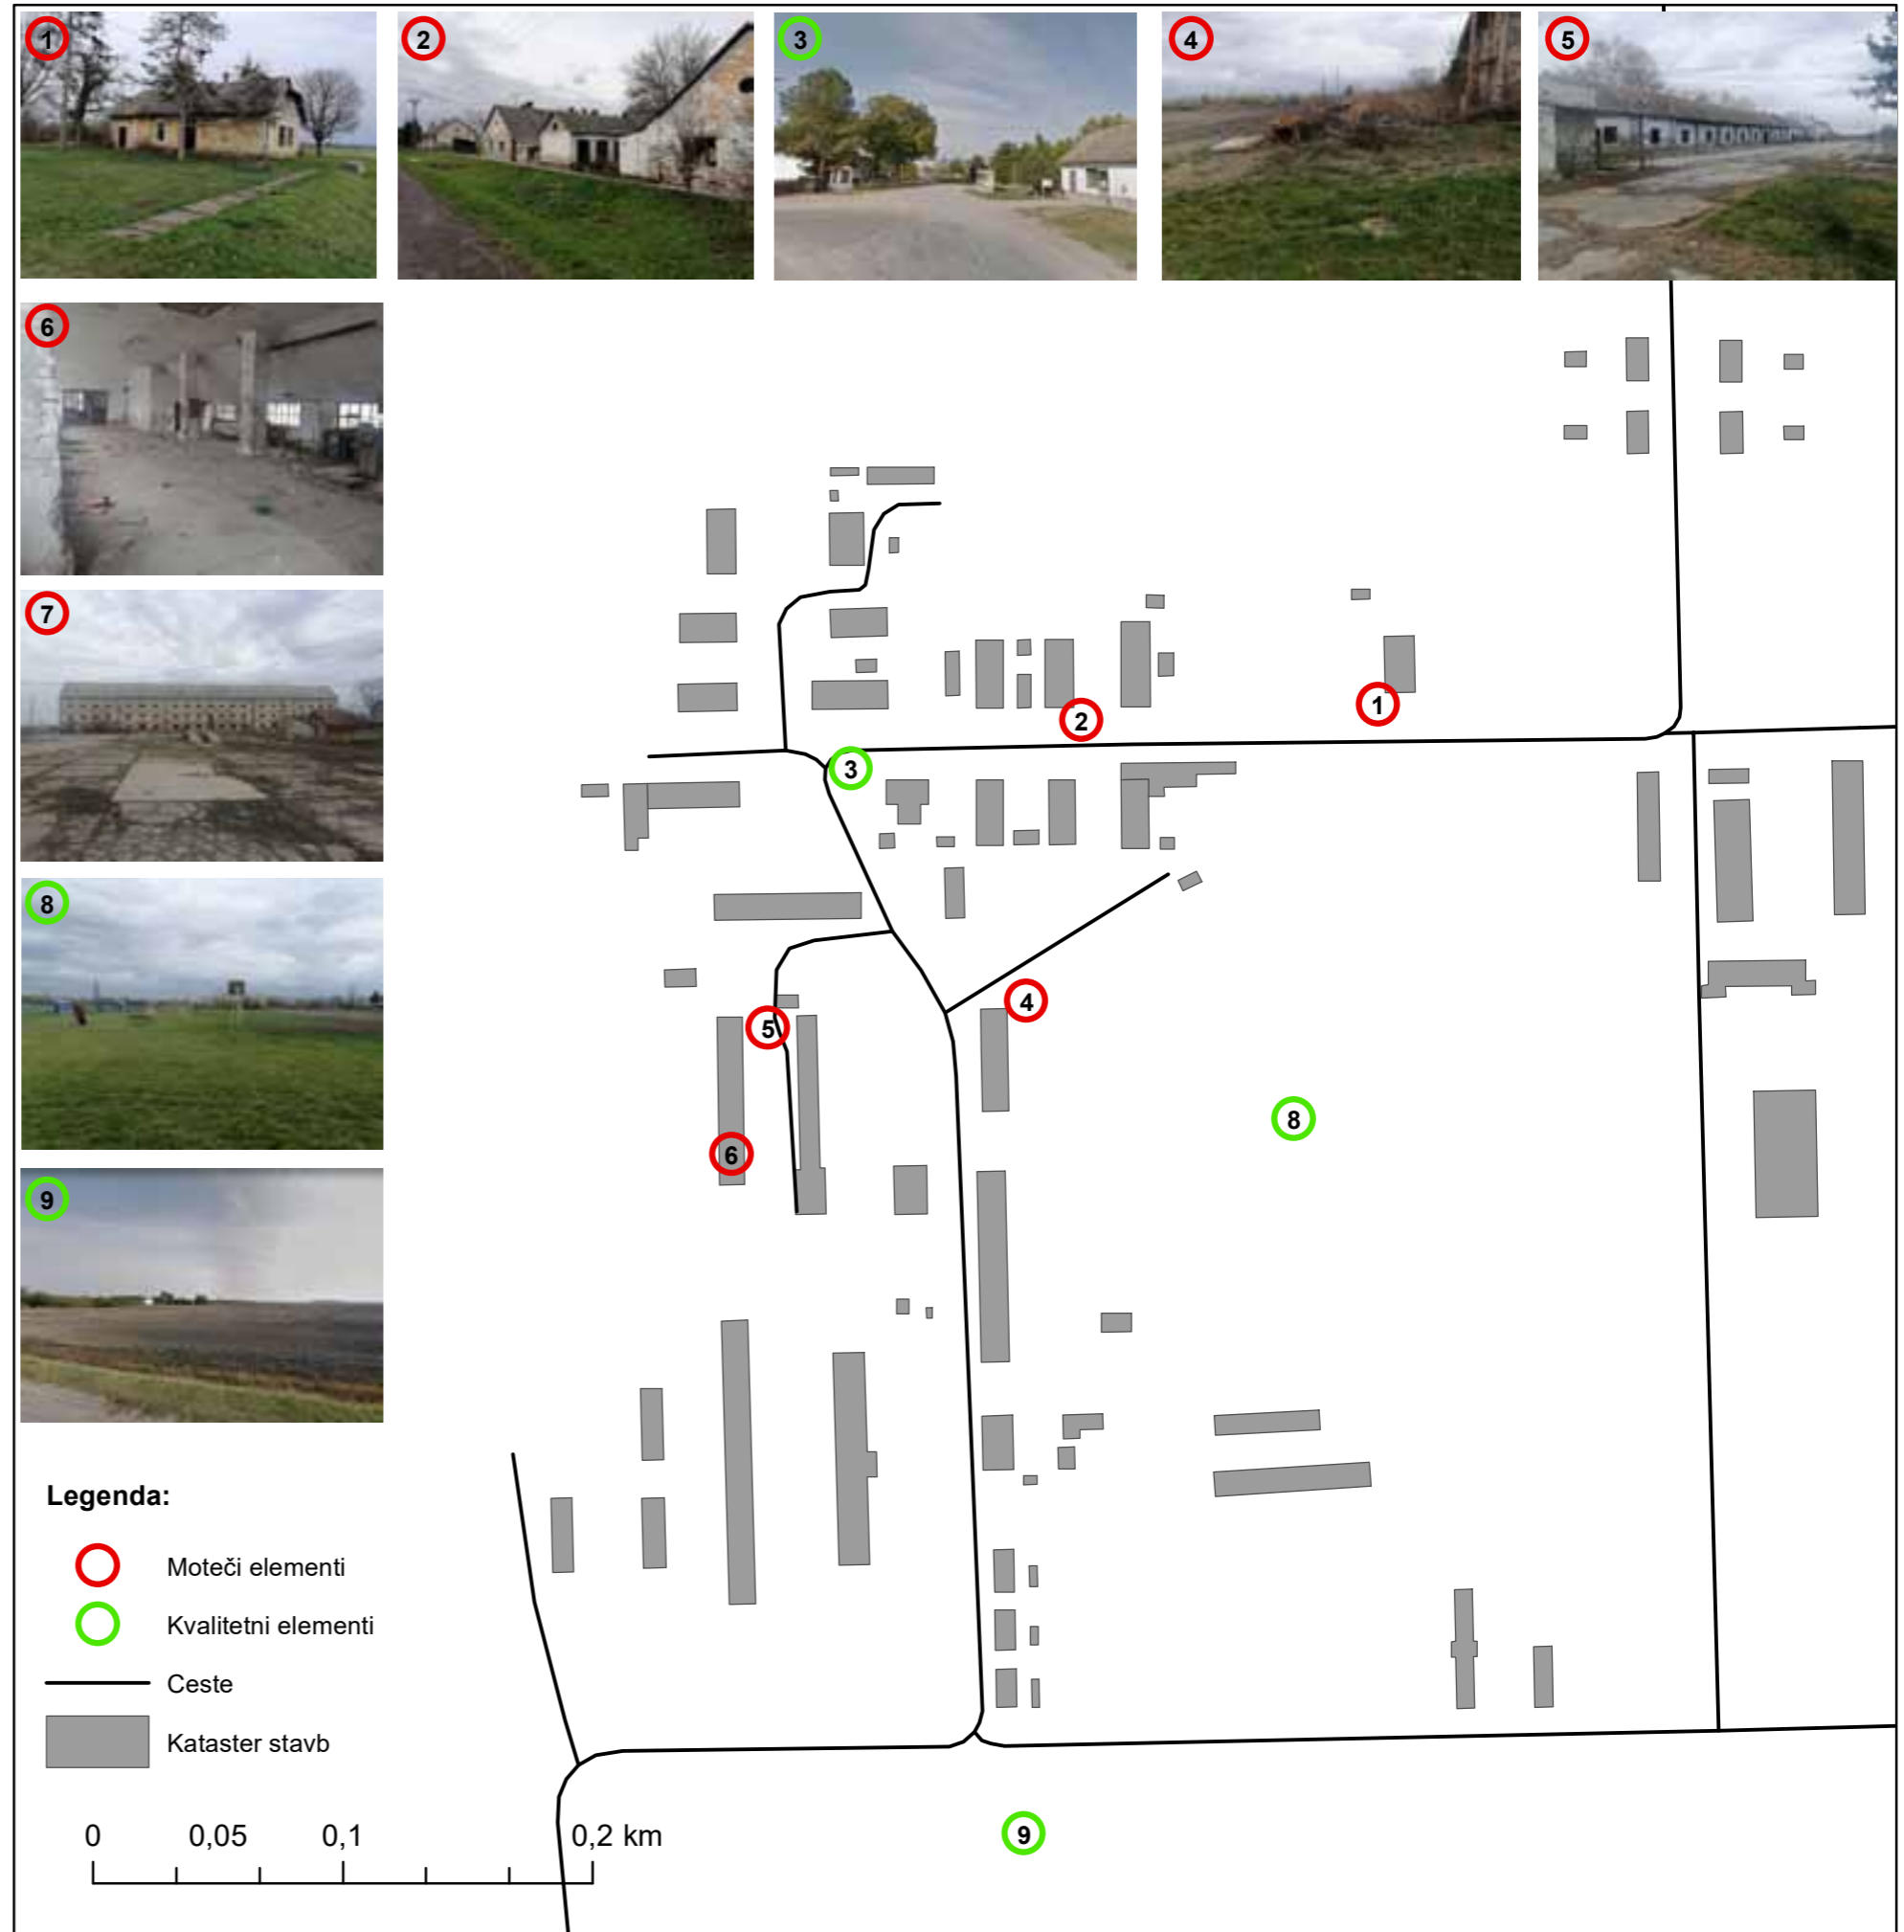 1
2
3
4
5
6
7
8
9
2
1
3
4
5
8
6
Legenda:
Moteči elementi
Kvalitetni elementi
Ceste
Kataster stavb
0 0,05 0,1 0,2 km
9